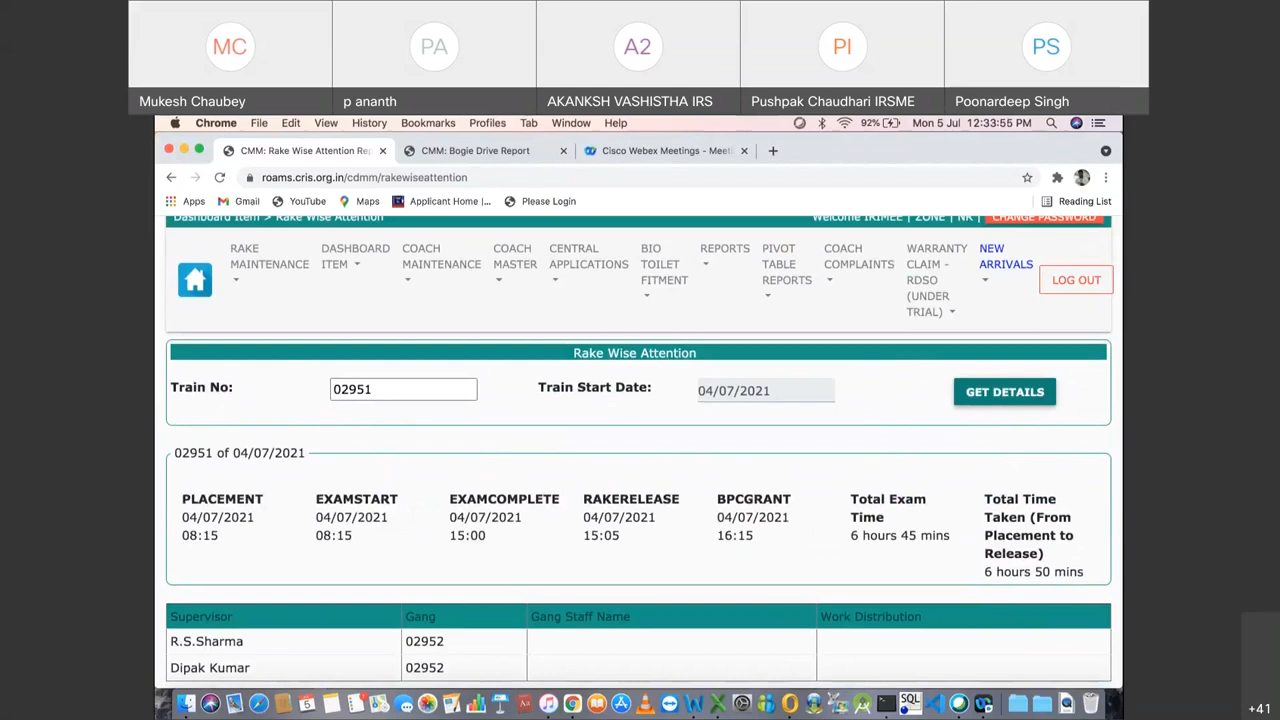 MC
PA
A2
PI
PS
Mukesh Chaubey
p ananth
AKANKSH VASHISTHA IRS
Pushpak Chaudhari IRSME
Poonardeep Singh
Chrome File Edit View History Bookmarks Profiles Tab Window Help
92% Mon 5 Jul 12:33:55 PM
CMM: Rake Wise Attention Rep
CMM: Bogie Drive Report
Cisco Webex Meetings - Meeti
roams.cris.org.in/cdmm/rakewiseattention
Apps Gmail YouTube Maps Applicant Home |... Please Login Reading List
Dashboard Item > Rake Wise Attention
Welcome IRIMEE | ZONE | NR |
CHANGE PASSWORD
RAKE MAINTENANCE
DASHBOARD ITEM
COACH MAINTENANCE
COACH MASTER
CENTRAL APPLICATIONS
BIO TOILET FITMENT
REPORTS
PIVOT TABLE REPORTS
COACH COMPLAINTS
WARRANTY CLAIM - RDSO (UNDER TRIAL)
NEW ARRIVALS
LOG OUT
Rake Wise Attention
Train No: 02951 Train Start Date: 04/07/2021 GET DETAILS
02951 of 04/07/2021
PLACEMENT
04/07/2021
08:15
EXAMSTART
04/07/2021
08:15
EXAMCOMPLETE
04/07/2021
15:00
RAKERELEASE
04/07/2021
15:05
BPCGRANT
04/07/2021
16:15
Total Exam
Time
6 hours 45 mins
Total Time
Taken (From
Placement to
Release)
6 hours 50 mins
Supervisor Gang Gang Staff Name Work Distribution
R.S.Sharma 02952
Dipak Kumar 02952
SQL
+41